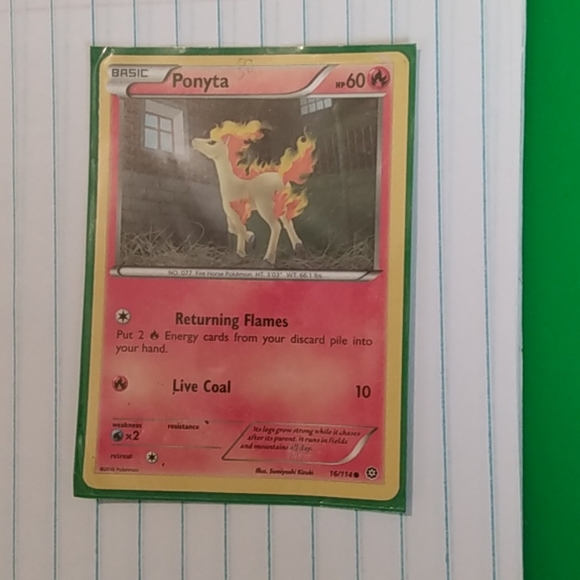 BASIC Ponyta HP60
NO. 077 Fire Horse Pokémon HT. 3'03" WT. 66.1 lbs.
Returning Flames
Put 2 Energy cards from your discard pile into
your hand.
Live Coal 10
weakness resistance
x2
retreat
Its legs grow strong while it chases
after its parent. It runs in fields
and mountains all day.
©2016 Pokémon Illus. Sumiyoshi Kizuki 16/114